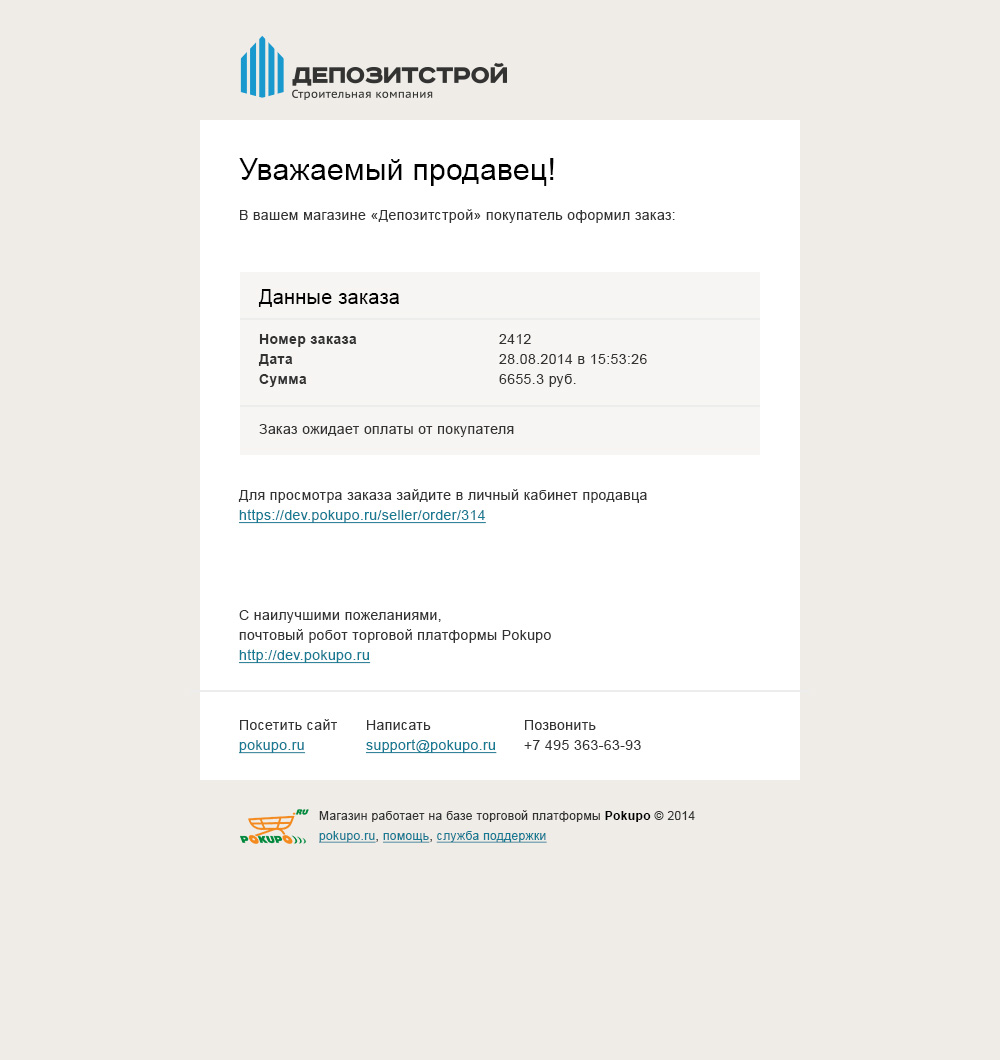 ДЕПОЗИТСТРОЙ
Строительная компания
Уважаемый продавец!
В вашем магазине «Депозитстрой» покупатель оформил заказ:
Данные заказа
Номер заказа 2412
Дата 28.08.2014 в 15:53:26
Сумма 6655.3 руб.
Заказ ожидает оплаты от покупателя
Для просмотра заказа зайдите в личный кабинет продавца
https://dev.pokupo.ru/seller/order/314
С наилучшими пожеланиями,
почтовый робот торговой платформы Pokupo
http://dev.pokupo.ru
Посетить сайт Написать Позвонить
pokupo.ru support@pokupo.ru +7 495 363-63-93
.RU
POKUPO
Магазин работает на базе торговой платформы Pokupo © 2014
pokupo.ru, помощь, служба поддержки